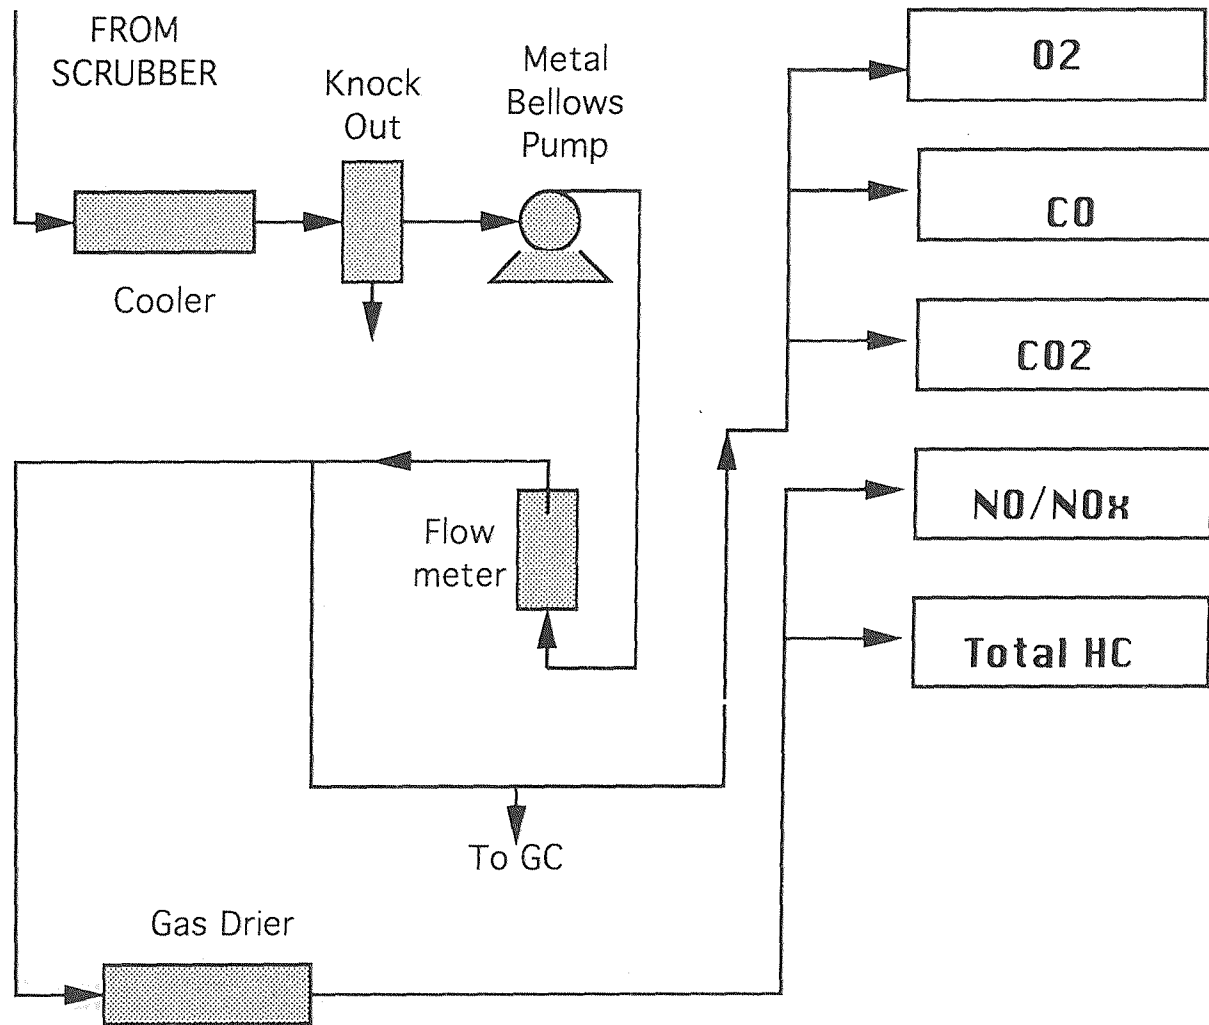 FROM
SCRUBBER
Knock
Out
Metal
Bellows
Pump
Cooler
O2
CO
CO2
Flow
meter
NO/NOx
Total HC
To GC
Gas Drier